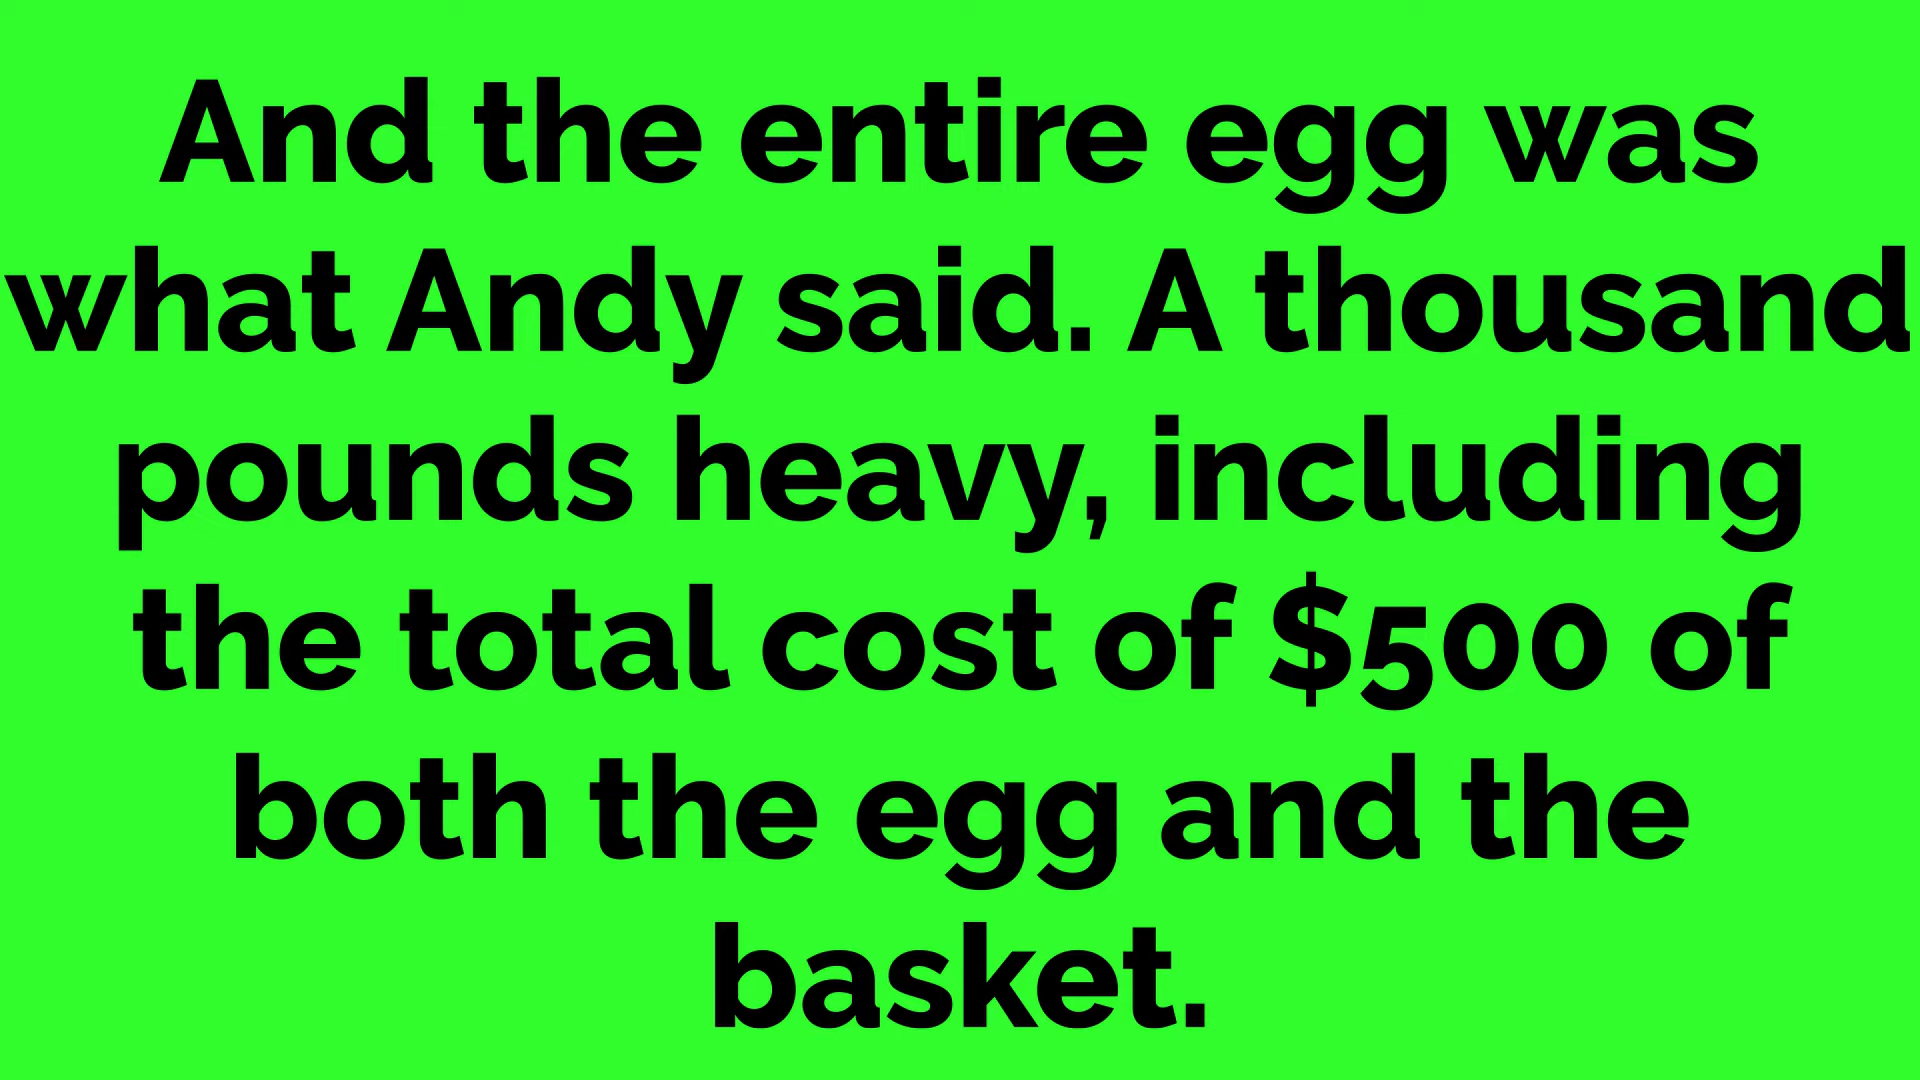 And the entire egg was
what Andy said. A thousand
pounds heavy, including
the total cost of $500 of
both the egg and the
basket.